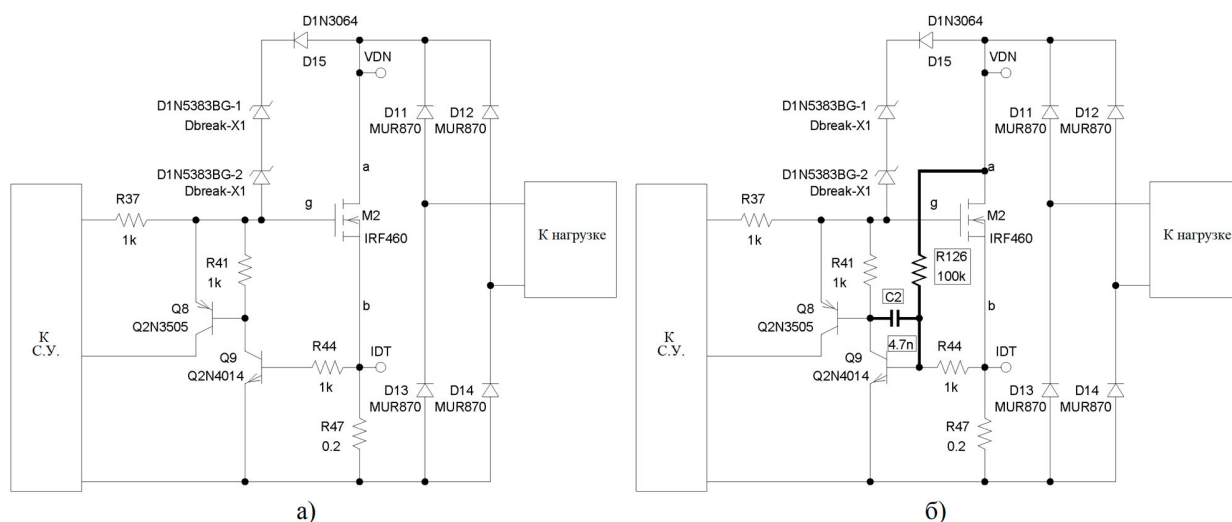 D1N3064
D15
VDN
D1N5383BG-1
Dbreak-X1
D11
MUR870
D12
MUR870
D1N5383BG-2
Dbreak-X1
a
R37
1k
g
M2
IRF460
К нагрузке
R41
1k
Q8
Q2N3505
b
К
С.У.
Q9
Q2N4014
R44
1k
IDT
D13
MUR870
D14
MUR870
R47
0.2
а)
D1N3064
D15
VDN
D1N5383BG-1
Dbreak-X1
D11
MUR870
D12
MUR870
D1N5383BG-2
Dbreak-X1
a
R37
1k
g
M2
IRF460
К нагрузке
R41
1k
R126
100k
C2
4.7n
Q8
Q2N3505
b
К
С.У.
Q9
Q2N4014
R44
1k
IDT
D13
MUR870
D14
MUR870
R47
0.2
б)